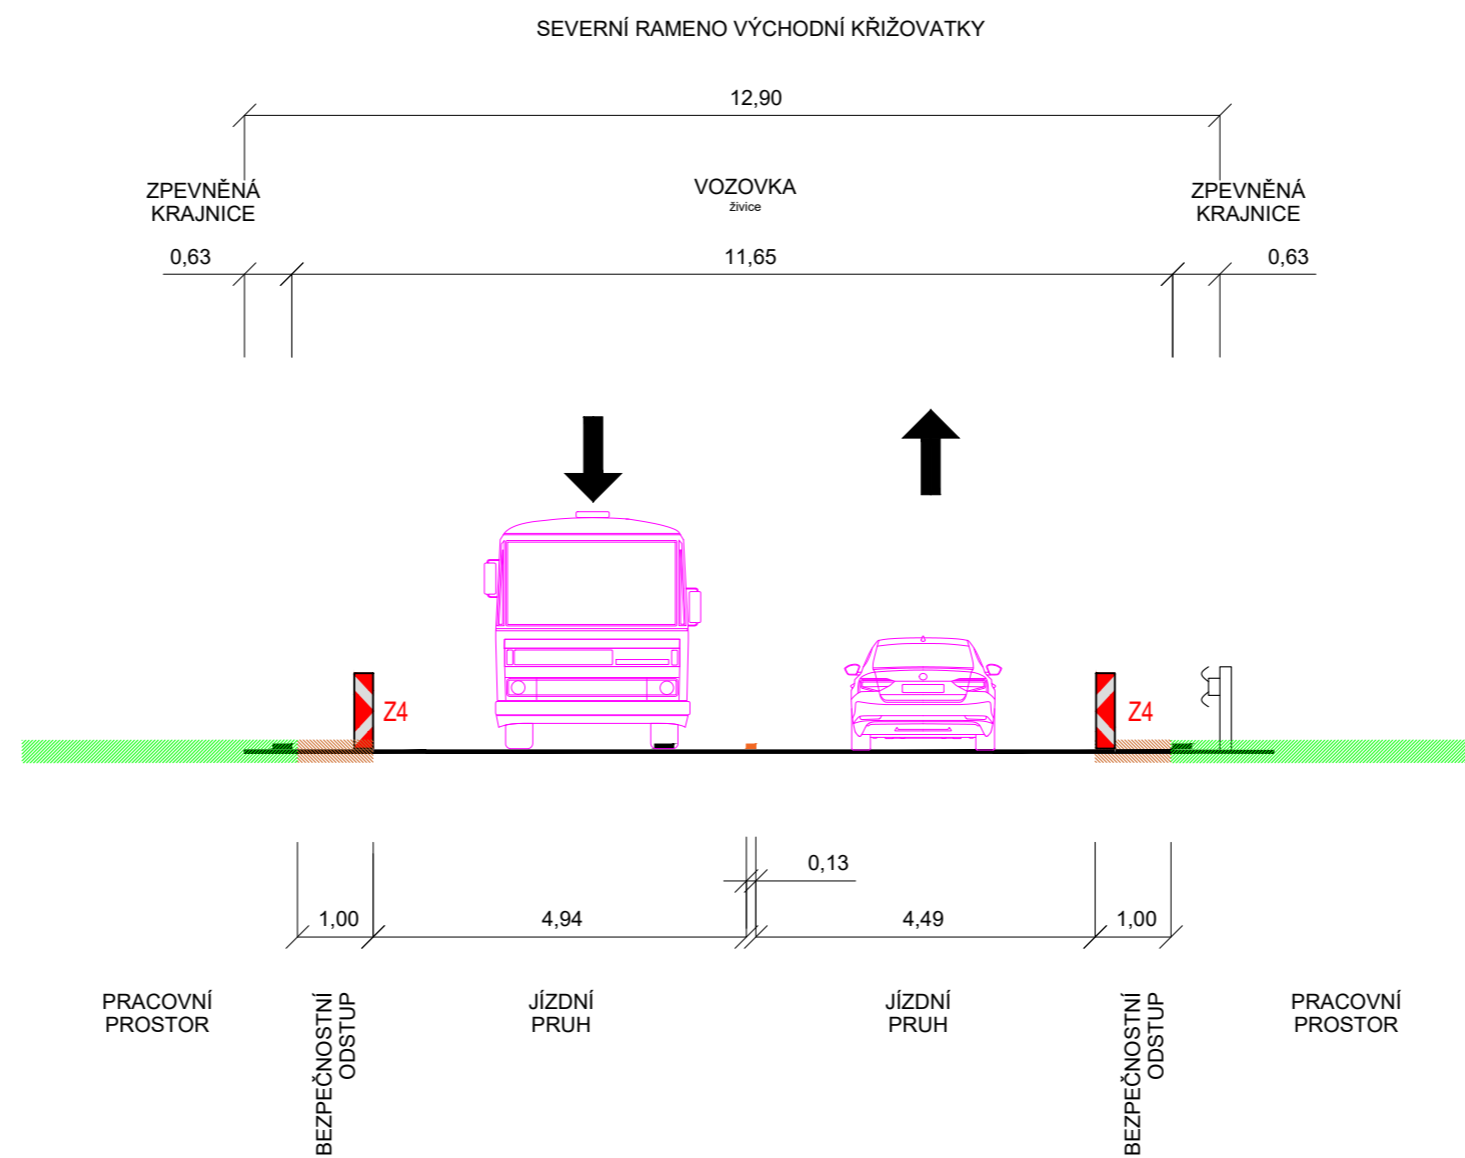 SEVERNÍ RAMENO VÝCHODNÍ KŘIŽOVATKY
12,90
ZPEVNĚNÁ
KRAJNICE
VOZOVKA
živice
ZPEVNĚNÁ
KRAJNICE
0,63
11,65
0,63
Z4
Z4
0,13
1,00
4,94
4,49
1,00
PRACOVNÍ
PROSTOR
BEZPEČNOSTNÍ
ODSTUP
JÍZDNÍ
PRUH
JÍZDNÍ
PRUH
BEZPEČNOSTNÍ
ODSTUP
PRACOVNÍ
PROSTOR